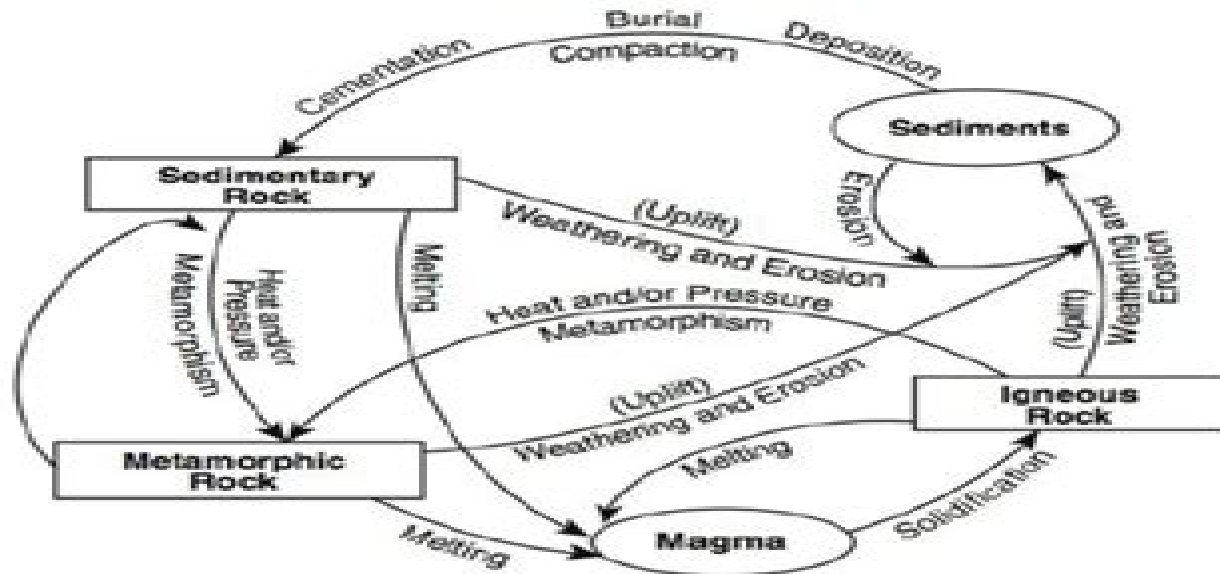 Burial
Compaction
Deposition
Cementation
Sediments
Sedimentary
Rock
Erosion
(Uplift)
Weathering and Erosion
(Uplift)
Weathering and
Erosion
Melting
Heat and/or
Pressure
Metamorphism
Heat and/or Pressure
Metamorphism
(Uplift)
Weathering and Erosion
Igneous
Rock
Metamorphic
Rock
Melting
Solidification
Melting
Magma